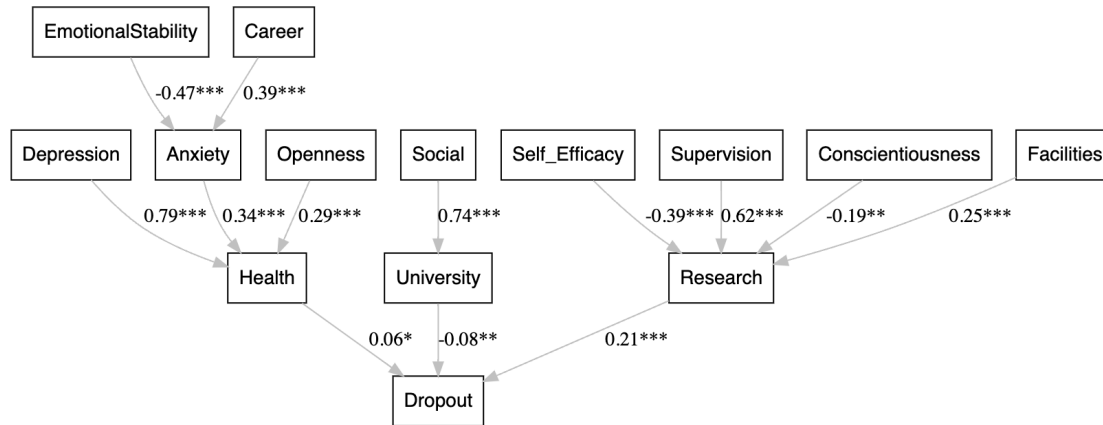 EmotionalStability Career
-0.47*** 0.39***
Depression Anxiety Openness Social Self_Efficacy Supervision Conscientiousness Facilities
0.79*** 0.34*** 0.29*** 0.74*** -0.39*** 0.62*** -0.19** 0.25***
Health University Research
0.06* -0.08** 0.21***
Dropout